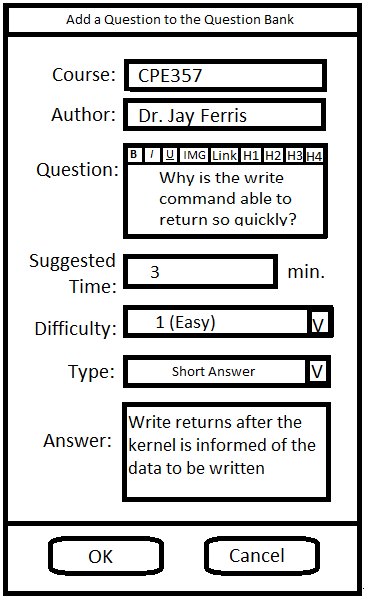 Add a Question to the Question Bank
Course: CPE357
Author: Dr. Jay Ferris
B I U IMG Link H1 H2 H3 H4
Question: Why is the write
command able to
return so quickly?
Suggested
Time: 3 min.
Difficulty: 1 (Easy) V
Type: Short Answer V
Answer: Write returns after the
kernel is informed of the
data to be written
OK Cancel